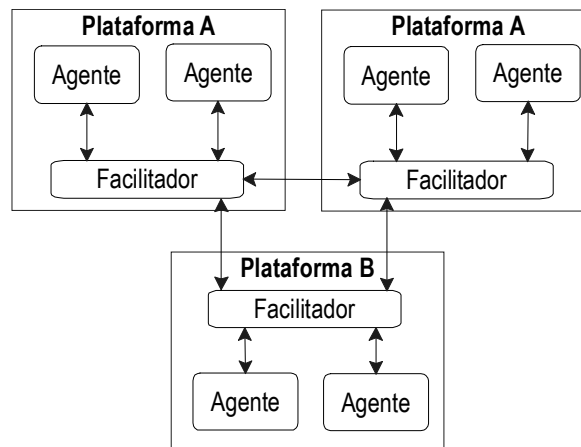 Plataforma A
Agente
Agente
Facilitador
Plataforma A
Agente
Agente
Facilitador
Plataforma B
Facilitador
Agente
Agente